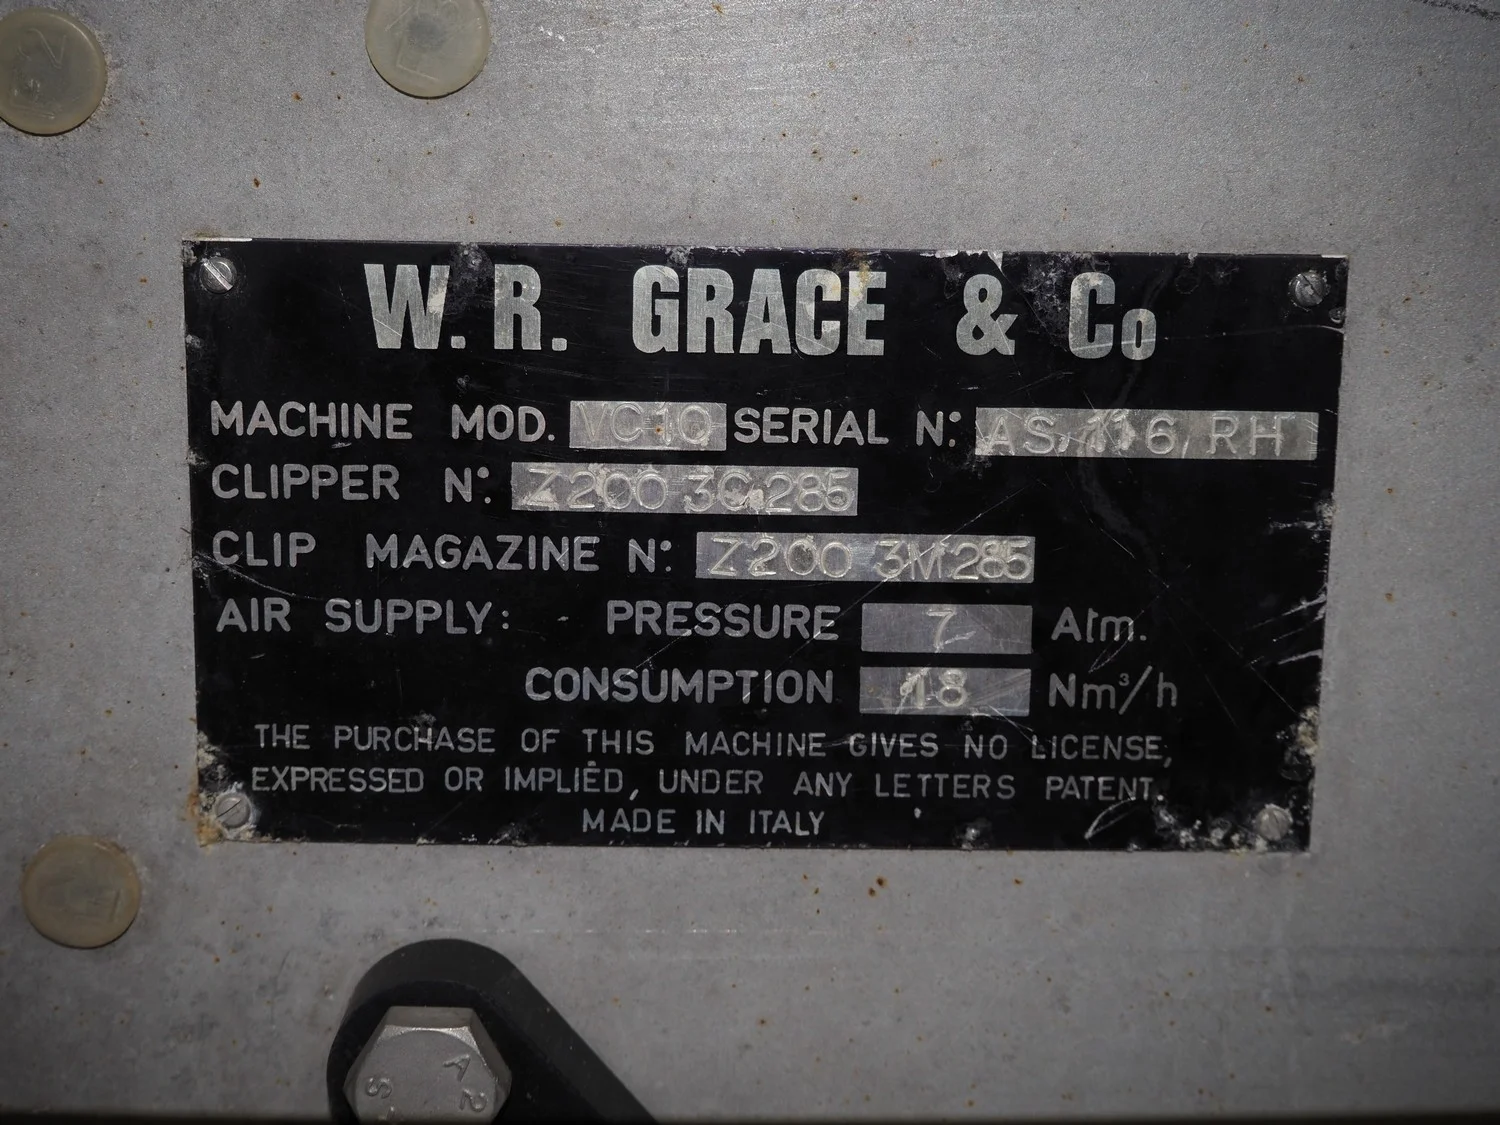 W. R. GRACE & Co
MACHINE MOD. VC10 SERIAL N: AS 116 RH
CLIPPER N: Z200 3C 285
CLIP MAGAZINE N: Z200 3M 285
AIR SUPPLY: PRESSURE 7 Atm.
CONSUMPTION 18 Nm³/h
THE PURCHASE OF THIS MACHINE GIVES NO LICENSE,
EXPRESSED OR IMPLIED, UNDER ANY LETTERS PATENT.
MADE IN ITALY
A2